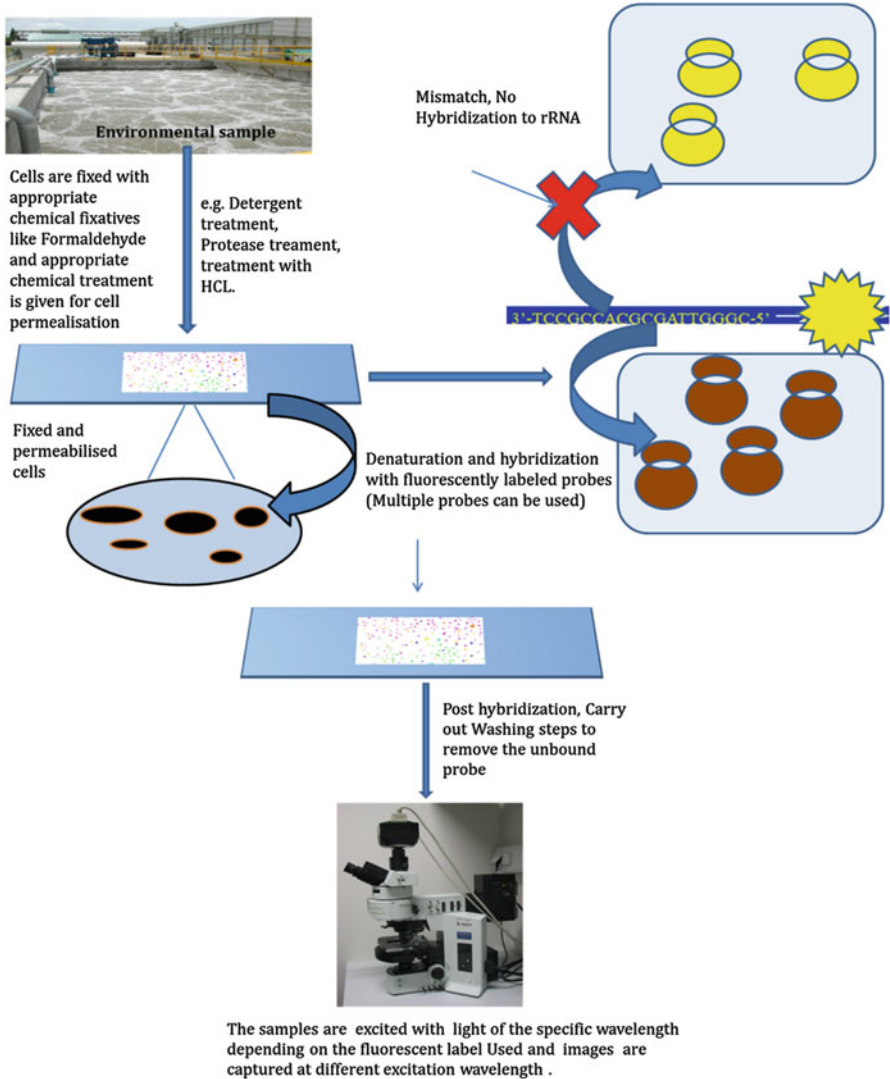 Environmental sample
Cells are fixed with
appropriate
chemical fixatives
like Formaldehyde
and appropriate
chemical treatment
is given for cell
permealisation
e.g. Detergent
treatment,
Protease treament,
treatment with
HCL.
Mismatch, No
Hybridization to rRNA
3'-TCCGCCACGCGATTGGGC-5'
Fixed and
permeabilised
cells
Denaturation and hybridization
with fluorescently labeled probes
(Multiple probes can be used)
Post hybridization, Carry
out Washing steps to
remove the unbound
probe
The samples are excited with light of the specific wavelength
depending on the fluorescent label Used and images are
captured at different excitation wavelength .